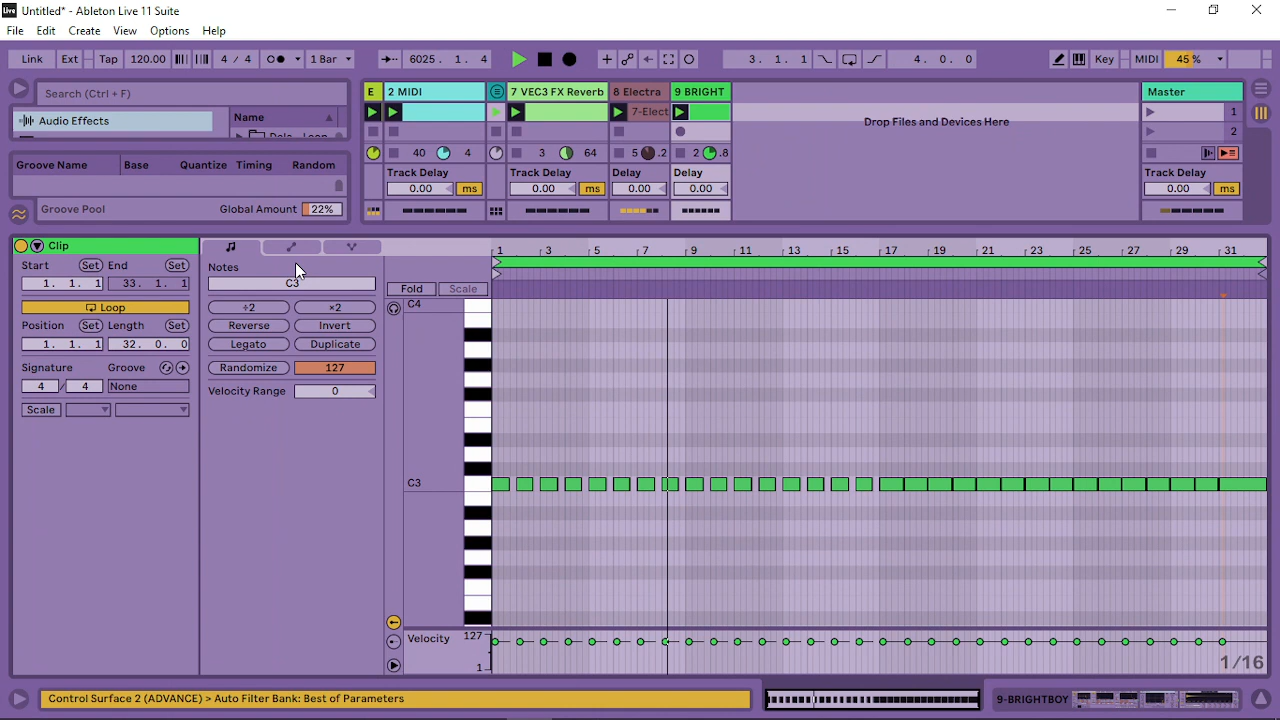 Live Untitled* - Ableton Live 11 Suite
File Edit Create View Options Help
Link Ext Tap 120.00 4 / 4 1 Bar 6025. 1. 4 3. 1. 1 4. 0. 0 Key MIDI 45 %
Search (Ctrl + F)
Audio Effects Name
Groove Name Base Quantize Timing Random
Groove Pool Global Amount 22%
E 2 MIDI 7 VEC3 FX Reverb 8 Electra 9 BRIGHT Master
7-Elect 1
Drop Files and Devices Here
2
40 4 3 64 5 .2 2 .8
Track Delay Track Delay Delay Delay Track Delay
0.00 ms 0.00 ms 0.00 0.00 0.00 ms
Clip
Start Set End Set
1. 1. 1 33. 1. 1
Loop
Position Set Length Set
1. 1. 1 32. 0. 0
Signature Groove
4 / 4 None
Scale
Notes
C3
÷2 ×2
Reverse Invert
Legato Duplicate
Randomize 127
Velocity Range 0
1 3 5 7 9 11 13 15 17 19 21 23 25 27 29 31
Fold Scale
C4
C3
Velocity 127
1
1/16
Control Surface 2 (ADVANCE) > Auto Filter Bank: Best of Parameters
9-BRIGHTBOY